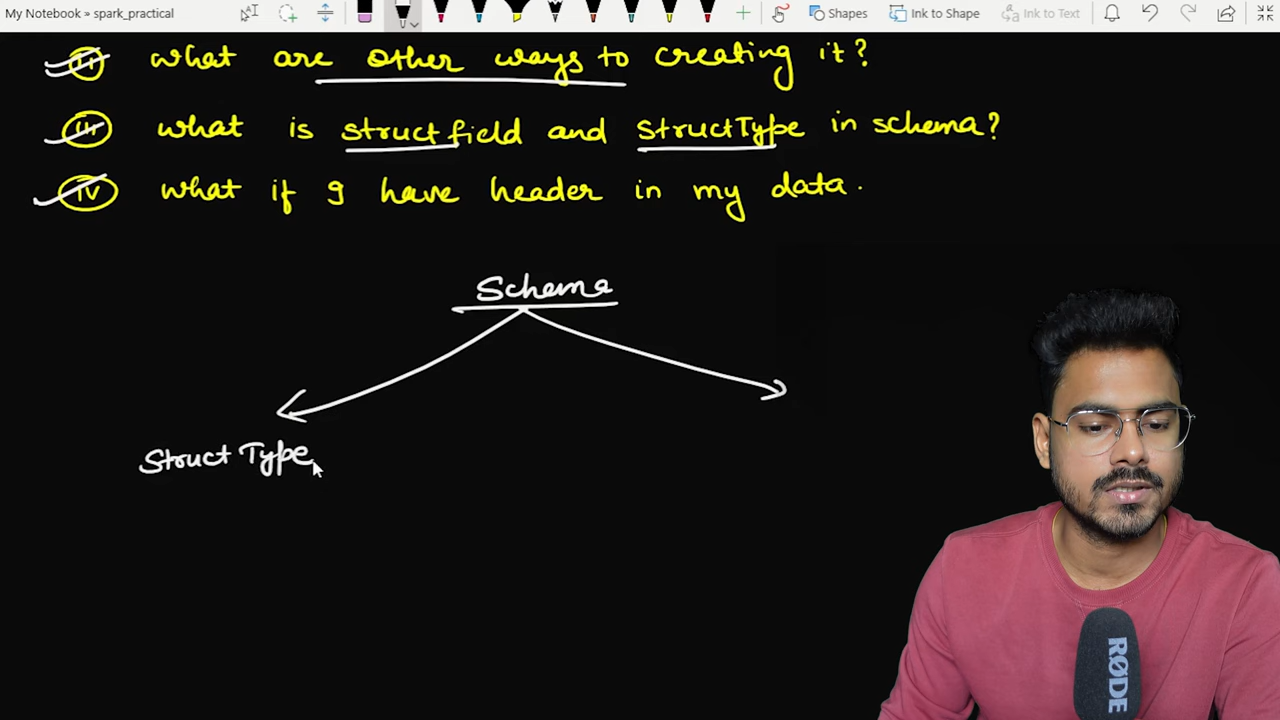 My Notebook » spark_practical
Shapes
Ink to Shape
Ink to Text
(ii) what are other ways to creating it?
(iii) what is structfield and structType in schema?
(iv) what if I have header in my data.
Schema
Struct Type
RØDE